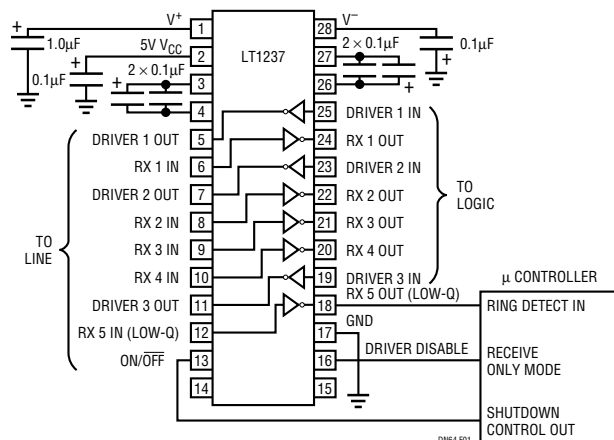 V+ 1 LT1237 28 V−
1.0µF
5V VCC 2 27 2 × 0.1µF 0.1µF
0.1µF 2 × 0.1µF 3 26
4 25 DRIVER 1 IN
DRIVER 1 OUT 5 24 RX 1 OUT
RX 1 IN 6 23 DRIVER 2 IN
DRIVER 2 OUT 7 22 RX 2 OUT
RX 2 IN 8 21 RX 3 OUT
RX 3 IN 9 20 RX 4 OUT
RX 4 IN 10 19 DRIVER 3 IN
TO LINE
TO LOGIC
DRIVER 3 OUT 11 18 RX 5 OUT (LOW-Q)
RX 5 IN (LOW-Q) 12 17 GND
ON/OFF 13 16 DRIVER DISABLE
14 15
µ CONTROLLER
RING DETECT IN
RECEIVE
ONLY MODE
SHUTDOWN
CONTROL OUT
DN64 F01